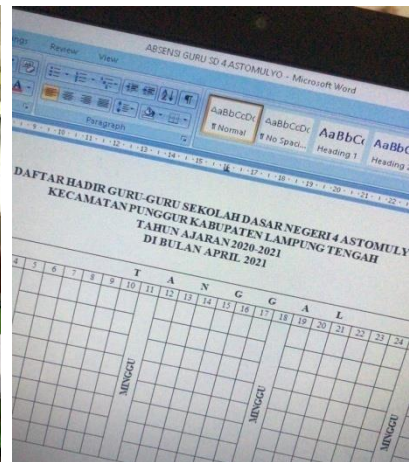 Review View ABSENSI GURU SD 4 ASTOMULYO - Microsoft Word
AaBbCcDc AaBbCcDc AaBbCc AaBbC
¶ Normal ¶ No Spaci... Heading 1 Heading 2
Paragraph
DAFTAR HADIR GURU-GURU SEKOLAH DASAR NEGERI 4 ASTOMULY
KECAMATAN PUNGGUR KABUPATEN LAMPUNG TENGAH
TAHUN AJARAN 2020-2021
DI BULAN APRIL 2021
T A N G G A L
4 5 6 7 8 9 10 11 12 13 14 15 16 17 18 19 20 21 22 23 24
MINGGU MINGGU MINGGU